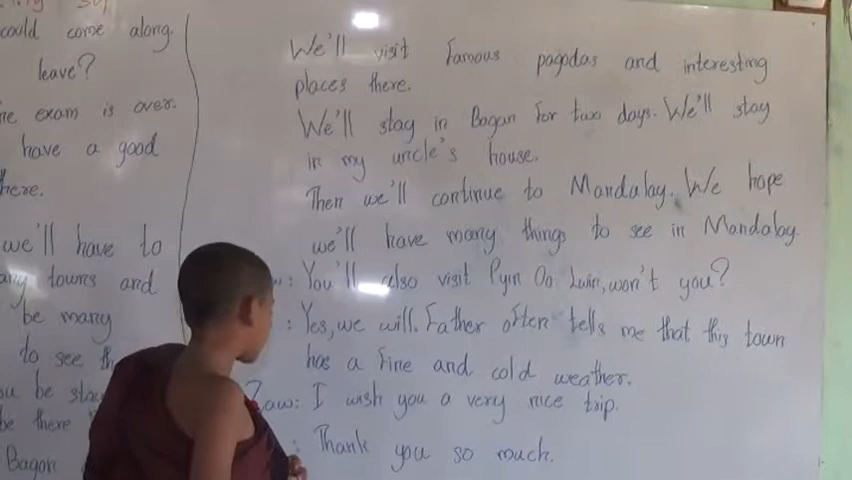 could come along.
leave?
exam is over.
have a good
here.
we'll have to
towns and
be many
to see
be
be there
Bagan
We'll visit famous pagodas and interesting
places there.
We'll stay in Bagan for two days. We'll stay
in my uncle's house.
Then we'll continue to Mandalay. We hope
we'll have many things to see in Mandalay
: You'll also visit Pyin Oo Lwin, won't you?
: Yes, we will. Father often tells me that this town
has a fine and cold weather.
Zaw: I wish you a very nice trip.
: Thank you so much.